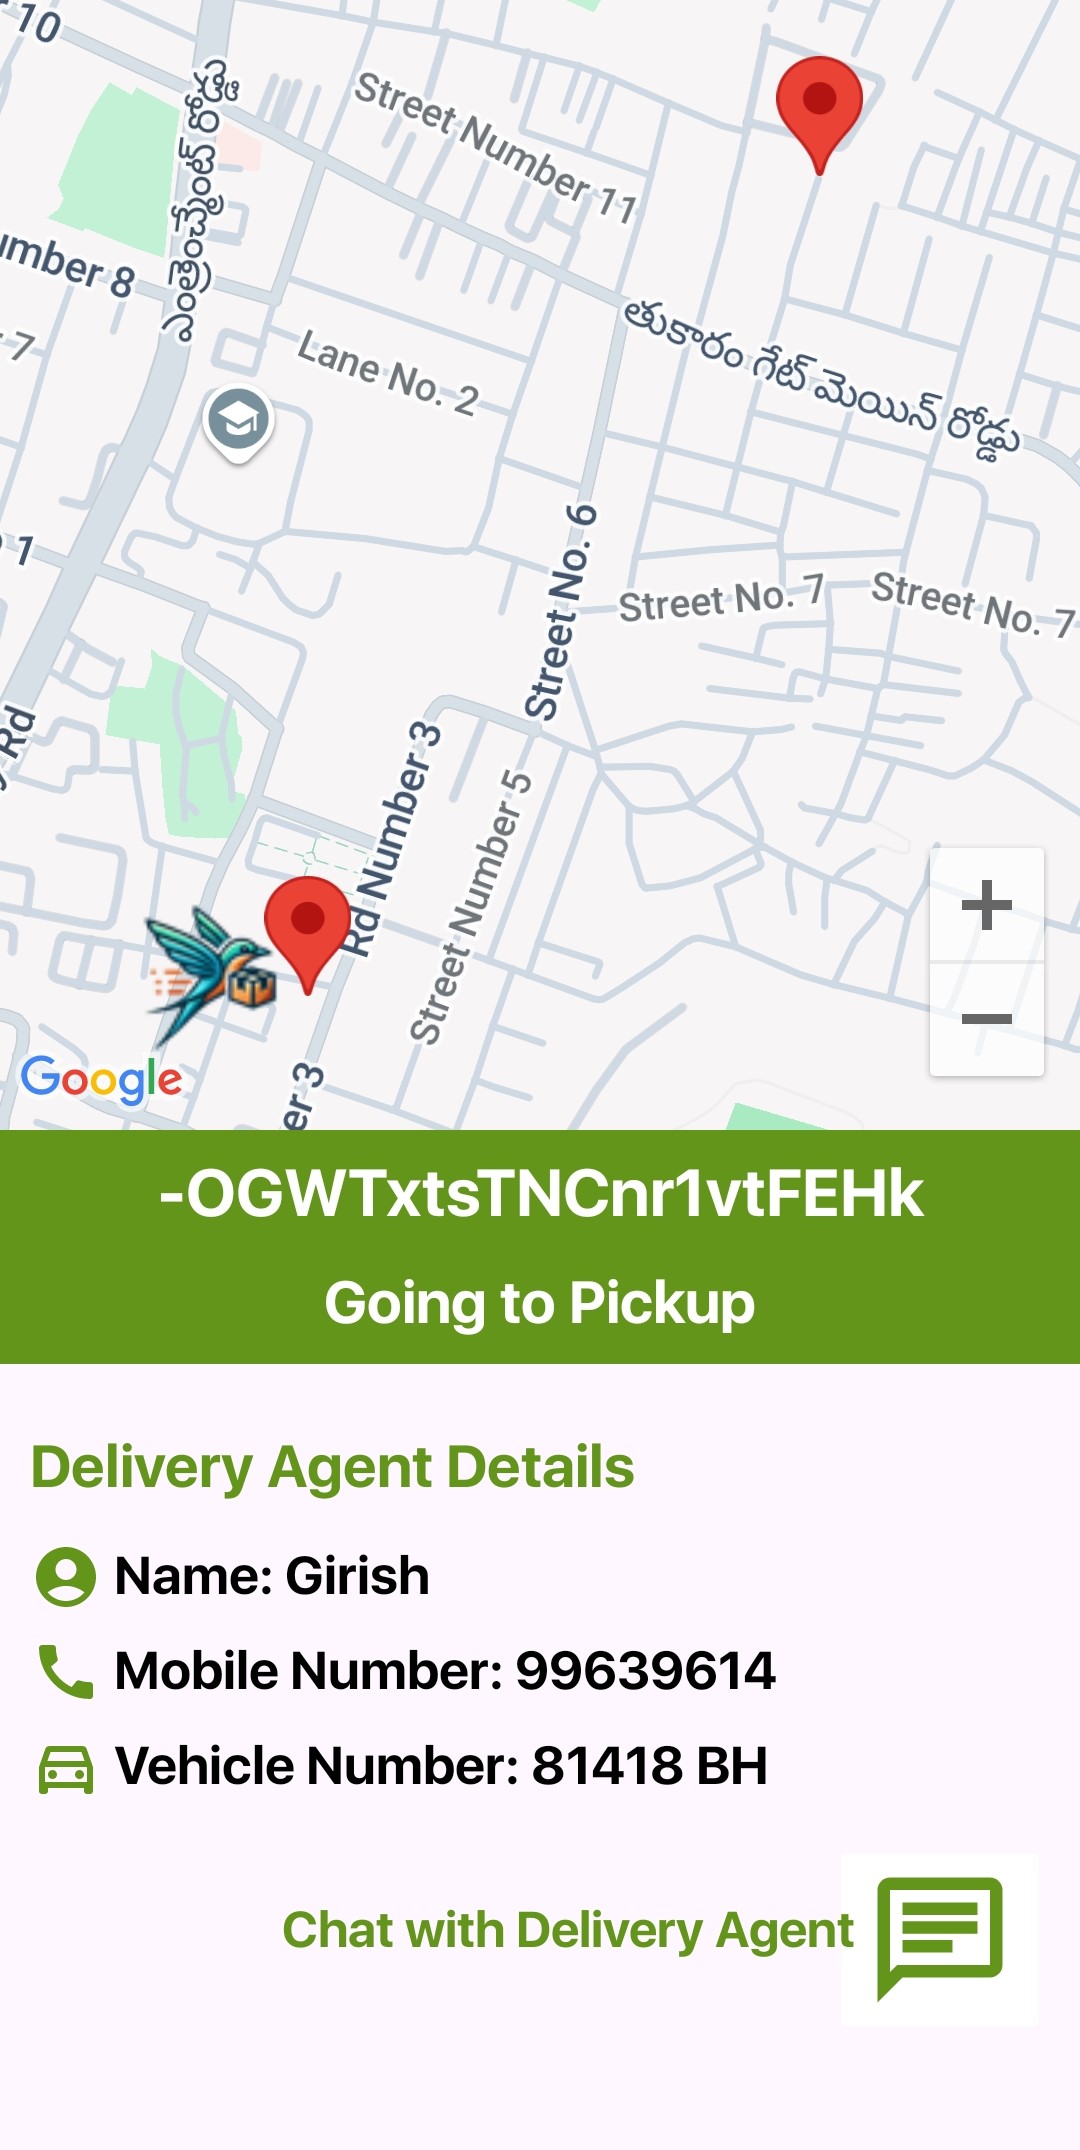 10
Street Number 11
umber 8
7
Lane No. 2
తుకారం గేట్ మెయిన్ రోడ్డు
1
Street No. 6
Street No. 7
Street No. 7
Rd
Rd Number 3
Street Number 5
er 3
Google
+
-OGWTxtsTNCnr1vtFEHk
Going to Pickup
Delivery Agent Details
Name: Girish
Mobile Number: 99639614
Vehicle Number: 81418 BH
Chat with Delivery Agent